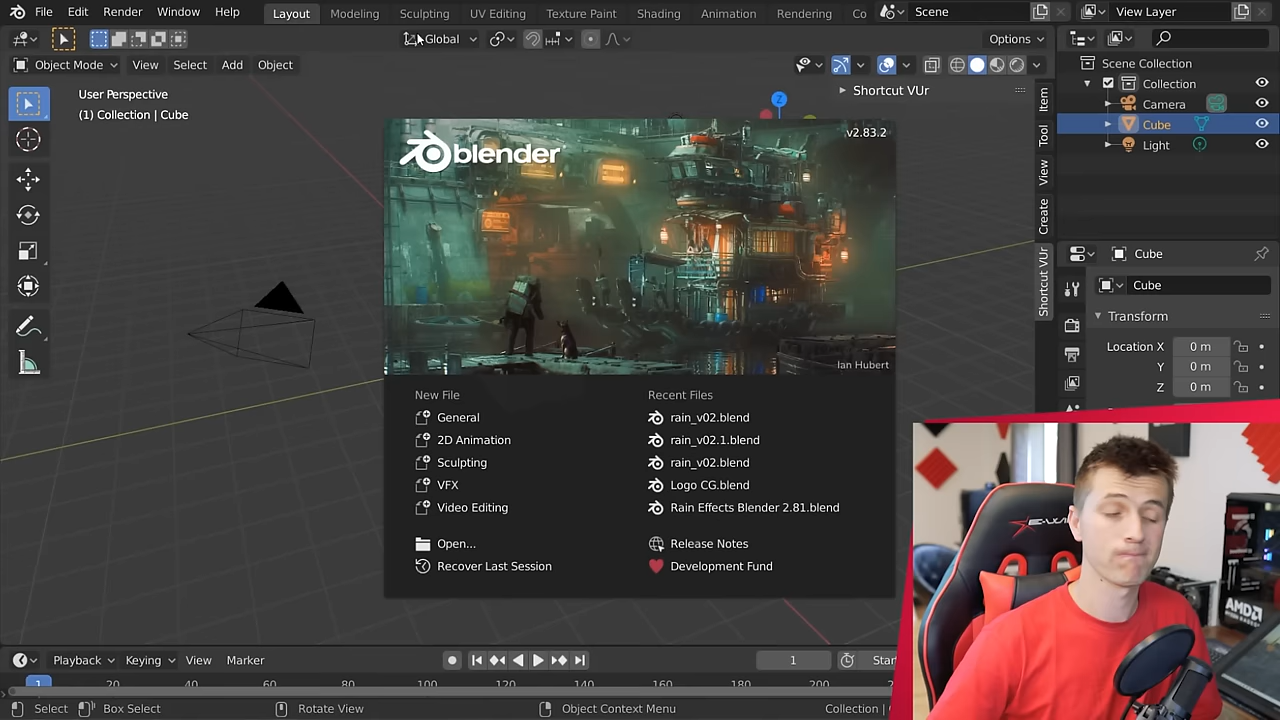 File Edit Render Window Help Layout Modeling Sculpting UV Editing Texture Paint Shading Animation Rendering Co Scene View Layer
Global Options
Object Mode View Select Add Object
User Perspective
(1) Collection | Cube
Shortcut VUr
Z
Item
Tool
View
Create
Shortcut VUr
Scene Collection
Collection
Camera
Cube
Light
Cube
Cube
Transform
Location X 0 m
Y 0 m
Z 0 m
blender
v2.83.2
Ian Hubert
New File
General
2D Animation
Sculpting
VFX
Video Editing
Open...
Recover Last Session
Recent Files
rain_v02.blend
rain_v02.1.blend
rain_v02.blend
Logo CG.blend
Rain Effects Blender 2.81.blend
Release Notes
Development Fund
AMD
Playback Keying View Marker 1 Star
1 20 40 60 80 100 120 140 160 180 200
Select Box Select Rotate View Object Context Menu Collection |